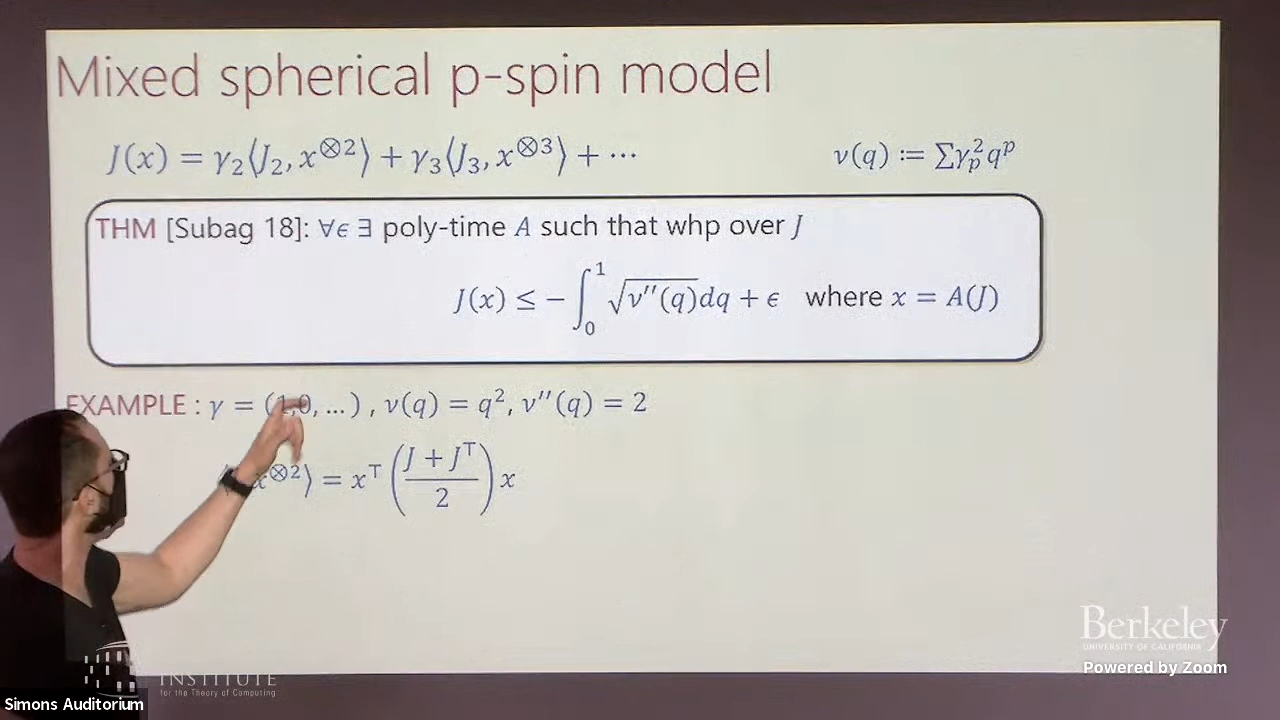 Mixed spherical p-spin model
J(x) = γ₂⟨J₂, x^⊗2⟩ + γ₃⟨J₃, x^⊗3⟩ + ⋯    ν(q) ≔ ∑γₚ²qᵖ
THM [Subag 18]: ∀ϵ ∃ poly-time A such that whp over J
J(x) ≤ − ∫₀¹ √ν′′(q)dq + ϵ where x = A(J)
EXAMPLE : γ = (1,0, … ) , ν(q) = q², ν′′(q) = 2
x^⊗2⟩ = x^⊤ ((J + J^⊤)/2) x
Berkeley
UNIVERSITY OF CALIFORNIA
Powered by Zoom
INSTITUTE
for the Theory of Computing
Simons Auditorium